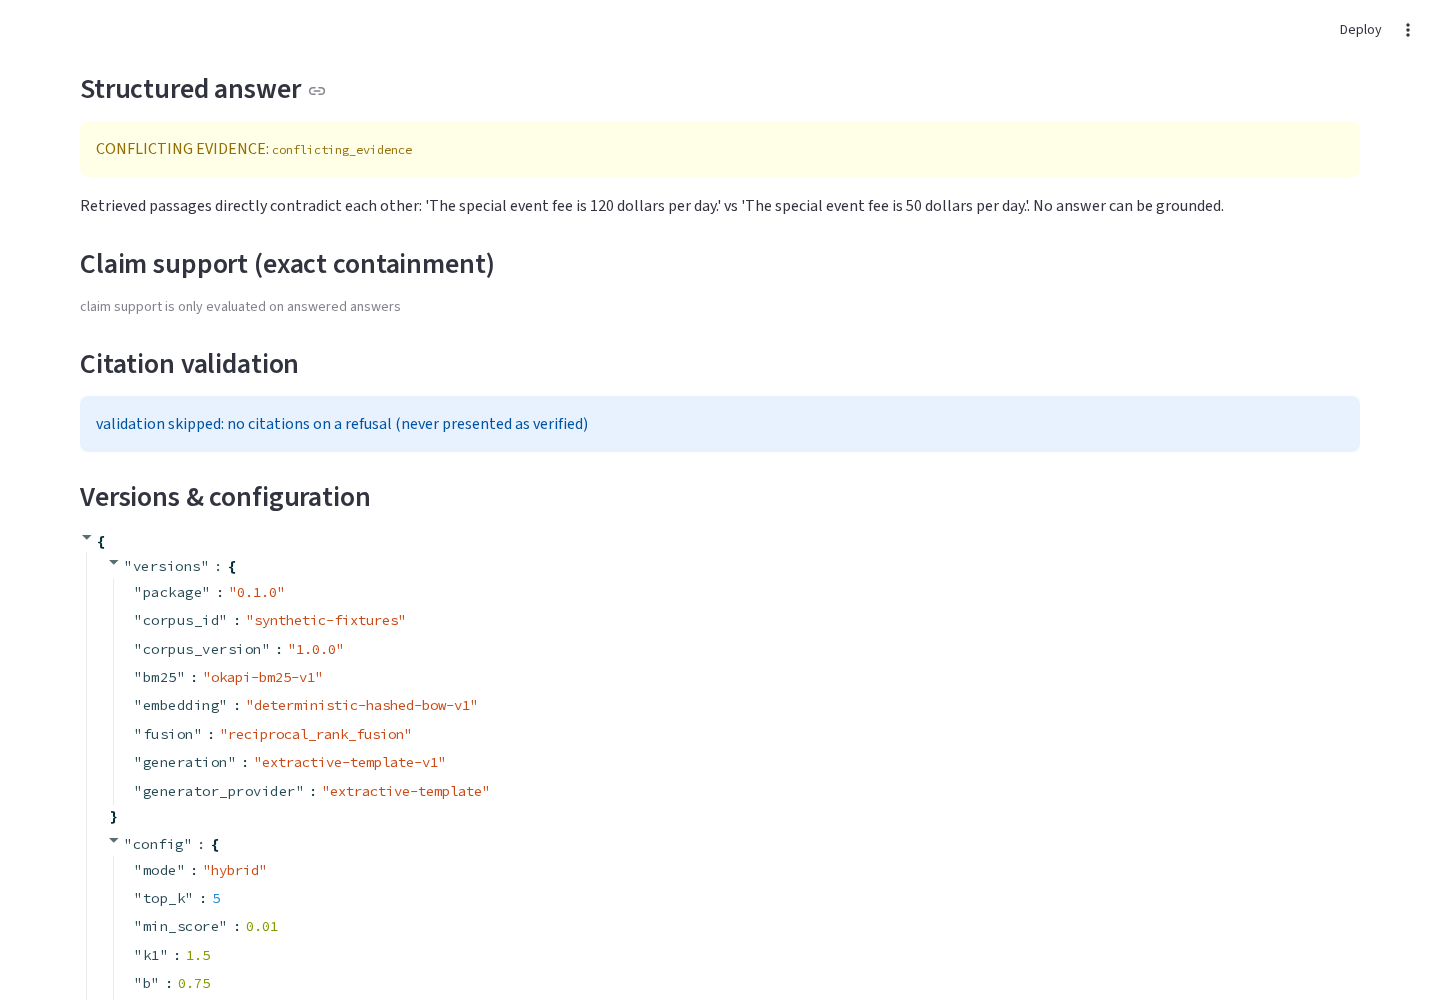 Deploy
Structured answer
CONFLICTING EVIDENCE: conflicting_evidence
Retrieved passages directly contradict each other: 'The special event fee is 120 dollars per day.' vs 'The special event fee is 50 dollars per day.'. No answer can be grounded.
Claim support (exact containment)
claim support is only evaluated on answered answers
Citation validation
validation skipped: no citations on a refusal (never presented as verified)
Versions & configuration
{
"versions" : {
"package" : "0.1.0"
"corpus_id" : "synthetic-fixtures"
"corpus_version" : "1.0.0"
"bm25" : "okapi-bm25-v1"
"embedding" : "deterministic-hashed-bow-v1"
"fusion" : "reciprocal_rank_fusion"
"generation" : "extractive-template-v1"
"generator_provider" : "extractive-template"
}
"config" : {
"mode" : "hybrid"
"top_k" : 5
"min_score" : 0.01
"k1" : 1.5
"b" : 0.75